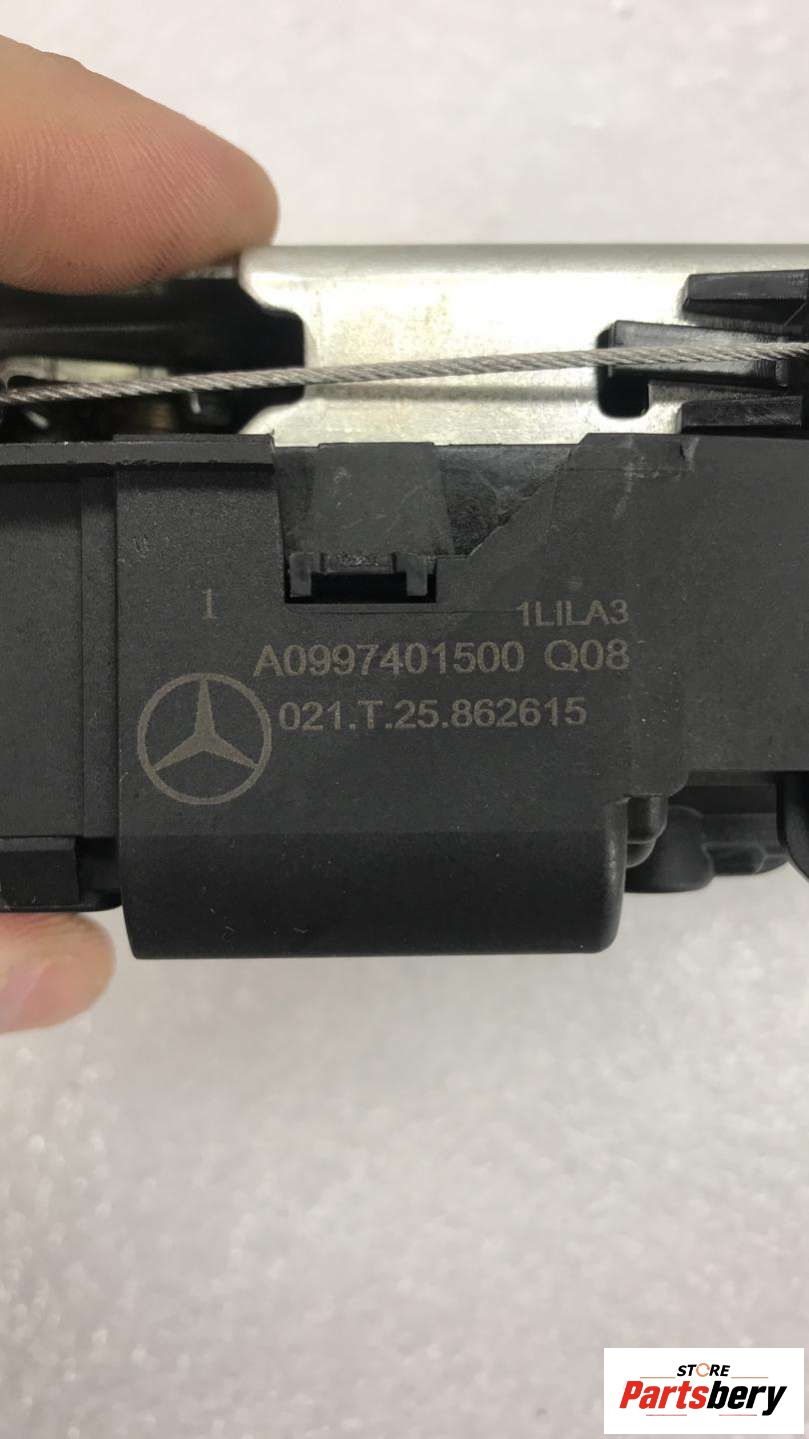 1
1LILA3
A0997401500 Q08
021.T.25.862615
STORE
Partsbery